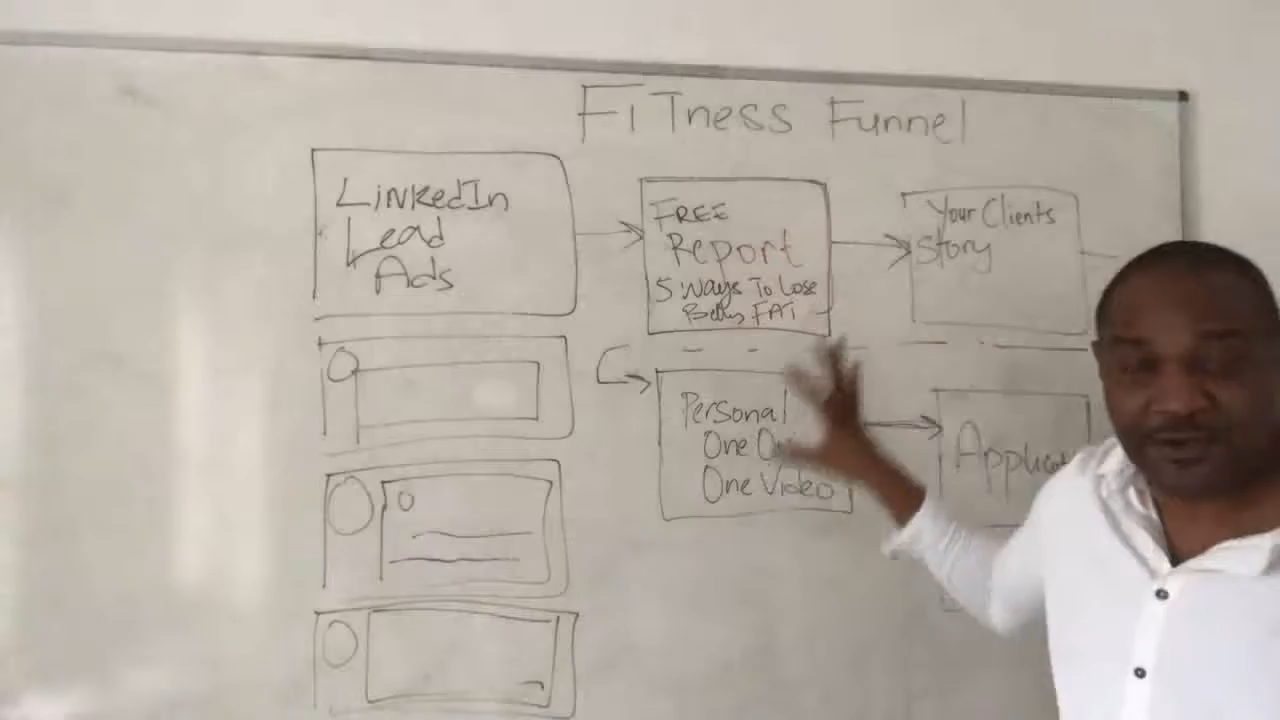 FiTness Funnel
LinkedIn
Lead
Ads
FREE
Report
5 Ways To Lose
Belly FAT
Your Clients
Story
Personal
One On
One Video